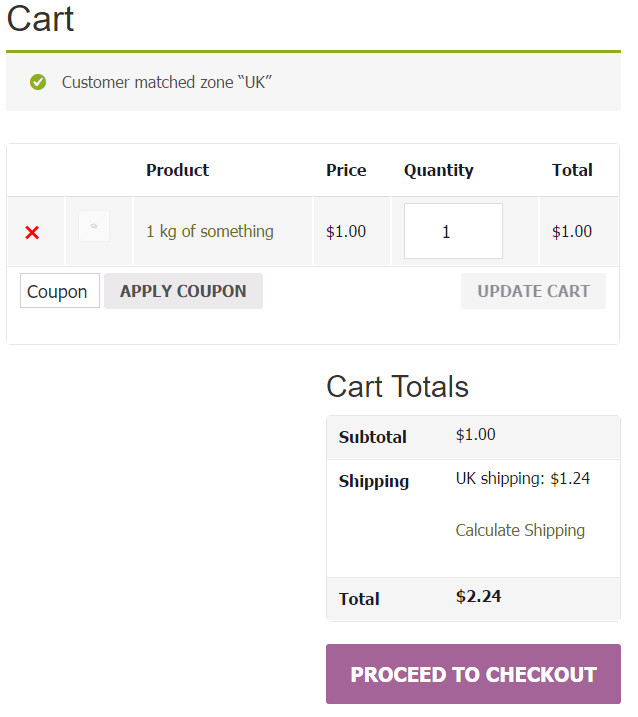 Cart
Customer matched zone “UK”
Product Price Quantity Total
1 kg of something $1.00 1 $1.00
Coupon APPLY COUPON UPDATE CART
Cart Totals
Subtotal $1.00
Shipping UK shipping: $1.24
Calculate Shipping
Total $2.24
PROCEED TO CHECKOUT